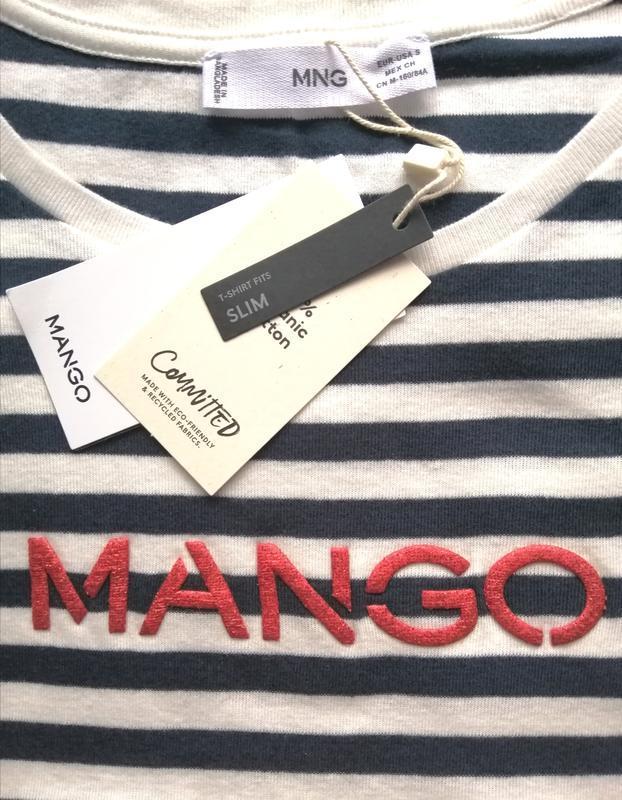 MADE IN
BANGLADESH
MNG
EUR-USA S
MEX CH
CN M-160/84A
T-SHIRT FITS
SLIM
MANGO
COMMITTED
MADE WITH ECO-FRIENDLY
& RECYCLED FABRICS.
MANGO